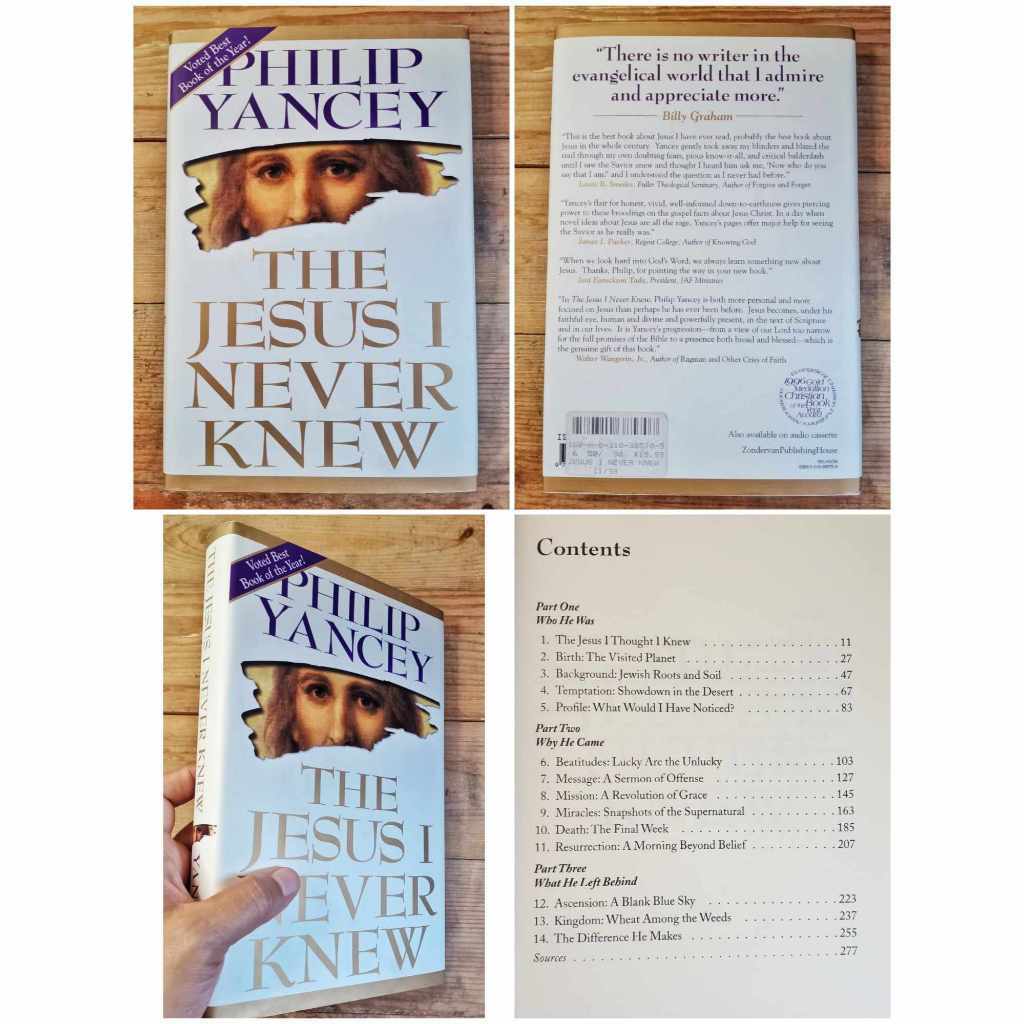 Voted Best
Book of the Year!
PHILIP
YANCEY
THE
JESUS I
NEVER
KNEW
"There is no writer in the
evangelical world that I admire
and appreciate more."
Billy Graham
"This is the best book about Jesus I have ever read, probably the best book about
Jesus in the whole century. Yancey gently took away my blinders and blazed the
trail through my own doubting fears, pious know-it-all, and critical balderdash
until I saw the Savior anew and thought I heard him ask me, 'Now who do you
say that I am?' and I understood the question as I never had before."
Lewis B. Smedes, Fuller Theological Seminary, Author of Forgive and Forget
"Yancey's flair for honest, vivid, well-informed down-to-earthness gives piercing
power to these broodings on the gospel facts about Jesus Christ. In a day when
novel ideas about Jesus are all the rage, Yancey's pages offer major help for seeing
the Savior as he really was."
James I. Packer, Regent College, Author of Knowing God
"When we look hard into God's Word, we always learn something new about
Jesus. Thanks, Philip, for pointing the way in your new book."
Joni Eareckson Tada, President, JAF Ministries
"In The Jesus I Never Knew, Philip Yancey is both more personal and more
focused on Jesus than perhaps he has ever been before. Jesus becomes, under his
faithful eye, human and divine and powerfully present, in the text of Scripture
and in our lives. It is Yancey's progression—from a view of our Lord too narrow
for the full promises of the Bible to a presence both broad and blessed—which is
the genuine gift of this book."
Walter Wangerin, Jr., Author of Ragman and Other Cries of Faith
1996 Gold
Medallion
Christian
Book
of the Year
Award
Also available on audio cassette
ZondervanPublishingHouse
JESUS I NEVER KNEW
11/99
THE JESUS I NEVER KNEW
Voted Best
Book of the Year!
PHILIP
YANCEY
THE
JESUS I
NEVER
KNEW
Contents
Part One
Who He Was
1. The Jesus I Thought I Knew . . . . . . . . . . . . . . 11
2. Birth: The Visited Planet . . . . . . . . . . . . . . . . 27
3. Background: Jewish Roots and Soil . . . . . . . . . . . 47
4. Temptation: Showdown in the Desert . . . . . . . . . . 67
5. Profile: What Would I Have Noticed? . . . . . . . . . . 83
Part Two
Why He Came
6. Beatitudes: Lucky Are the Unlucky . . . . . . . . . . . 103
7. Message: A Sermon of Offense . . . . . . . . . . . . . 127
8. Mission: A Revolution of Grace . . . . . . . . . . . . 145
9. Miracles: Snapshots of the Supernatural . . . . . . . . 163
10. Death: The Final Week . . . . . . . . . . . . . . . . 185
11. Resurrection: A Morning Beyond Belief . . . . . . . . . 207
Part Three
What He Left Behind
12. Ascension: A Blank Blue Sky . . . . . . . . . . . . . 223
13. Kingdom: Wheat Among the Weeds . . . . . . . . . . . 237
14. The Difference He Makes . . . . . . . . . . . . . . . 255
Sources . . . . . . . . . . . . . . . . . . . . . . . . . 277